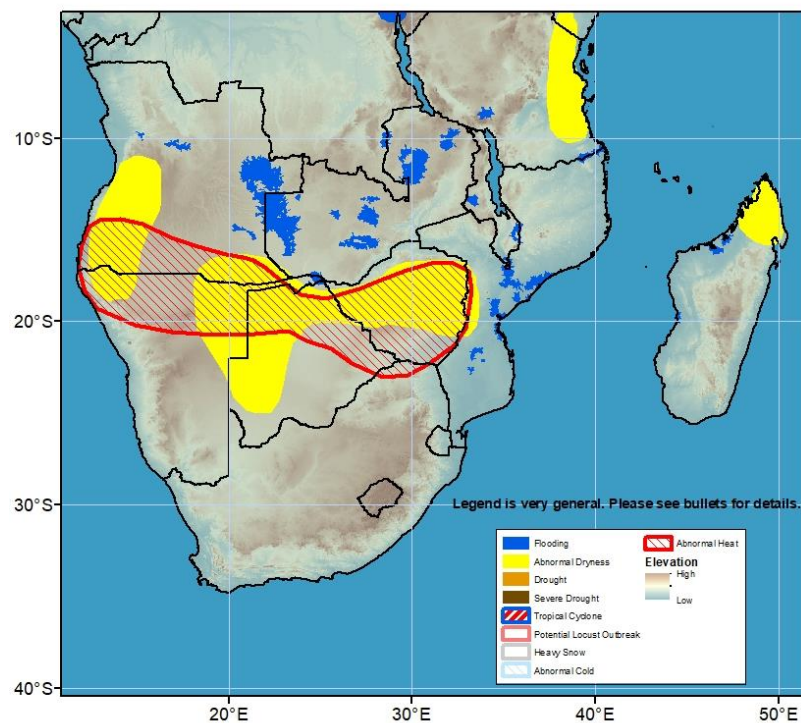 10°S
20°S
30°S
40°S
20°E
30°E
40°E
50°E
Legend is very general. Please see bullets for details.
Flooding
Abnormal Dryness
Drought
Severe Drought
Tropical Cyclone
Potential Locust Outbreak
Heavy Snow
Abnormal Cold
Abnormal Heat
Elevation
High
Low